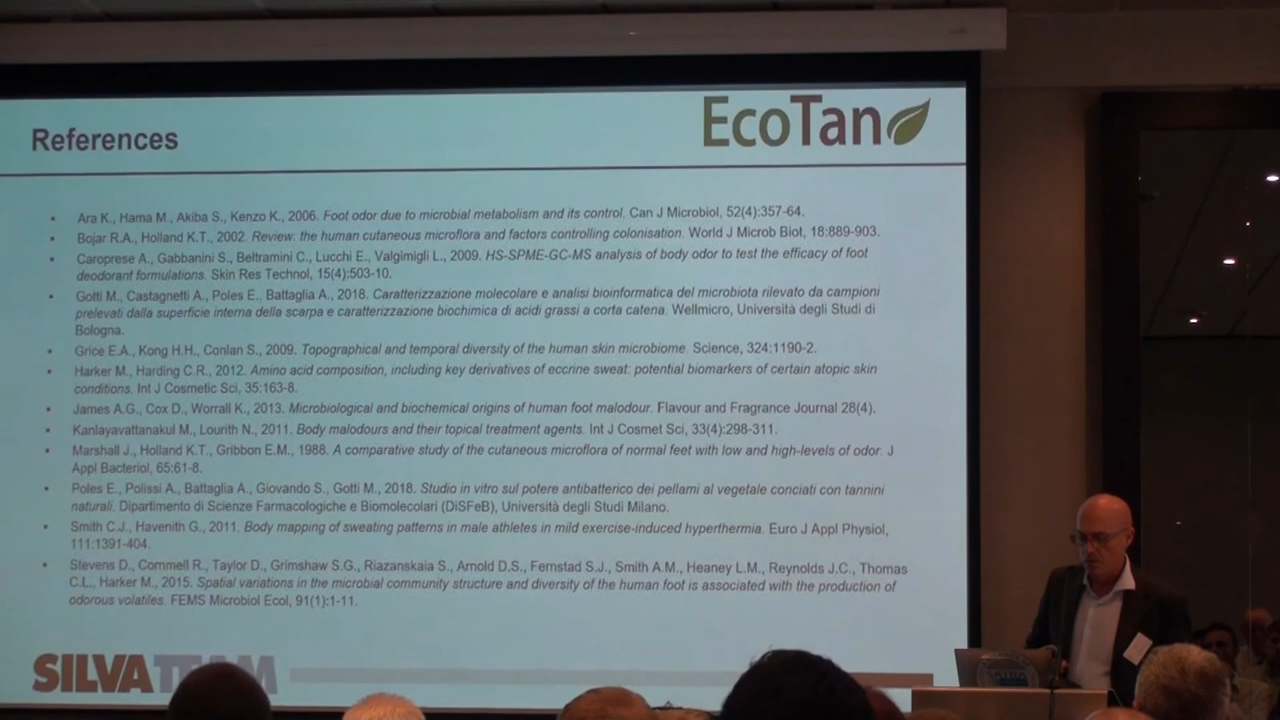 EcoTan
References
• Ara K., Hama M., Akiba S., Kenzo K., 2006. Foot odor due to microbial metabolism and its control. Can J Microbiol, 52(4):357-64.
• Bojar R.A., Holland K.T., 2002. Review: the human cutaneous microflora and factors controlling colonisation. World J Microb Biot, 18:889-903.
• Caroprese A., Gabbanini S., Beltramini C., Lucchi E., Valgimigli L., 2009. HS-SPME-GC-MS analysis of body odor to test the efficacy of foot
deodorant formulations. Skin Res Technol, 15(4):503-10.
• Gotti M., Castagnetti A., Poles E., Battaglia A., 2018. Caratterizzazione molecolare e analisi bioinformatica del microbiota rilevato da campioni
prelevati dalla superficie interna della scarpa e caratterizzazione biochimica di acidi grassi a corta catena. Wellmicro, Università degli Studi di
Bologna.
• Grice E.A., Kong H.H., Conlan S., 2009. Topographical and temporal diversity of the human skin microbiome. Science, 324:1190-2.
• Harker M., Harding C.R., 2012. Amino acid composition, including key derivatives of eccrine sweat: potential biomarkers of certain atopic skin
conditions. Int J Cosmetic Sci, 35:163-8.
• James A.G., Cox D., Worrall K., 2013. Microbiological and biochemical origins of human foot malodour. Flavour and Fragrance Journal 28(4).
• Kanlayavattanakul M., Lourith N., 2011. Body malodours and their topical treatment agents. Int J Cosmet Sci, 33(4):298-311.
• Marshall J., Holland K.T., Gribbon E.M., 1988. A comparative study of the cutaneous microflora of normal feet with low and high-levels of odor. J
Appl Bacteriol, 65:61-8.
• Poles E., Polissi A., Battaglia A., Giovando S., Gotti M., 2018. Studio in vitro sul potere antibatterico dei pellami al vegetale conciati con tannini
naturali. Dipartimento di Scienze Farmacologiche e Biomolecolari (DiSFeB), Università degli Studi Milano.
• Smith C.J., Havenith G., 2011. Body mapping of sweating patterns in male athletes in mild exercise-induced hyperthermia. Euro J Appl Physiol,
111:1391-404.
• Stevens D., Cornmell R., Taylor D., Grimshaw S.G., Riazanskaia S., Arnold D.S., Fernstad S.J., Smith A.M., Heaney L.M., Reynolds J.C., Thomas
C.L., Harker M., 2015. Spatial variations in the microbial community structure and diversity of the human foot is associated with the production of
odorous volatiles. FEMS Microbiol Ecol, 91(1):1-11.
SILVATEAM